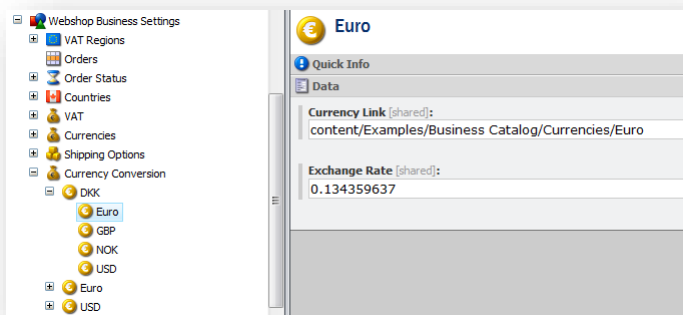 Webshop Business Settings
VAT Regions
Orders
Order Status
Countries
VAT
Currencies
Shipping Options
Currency Conversion
DKK
Euro
GBP
NOK
USD
Euro
USD
Euro
Quick Info
Data
Currency Link [shared]:
content/Examples/Business Catalog/Currencies/Euro
Exchange Rate [shared]:
0.134359637